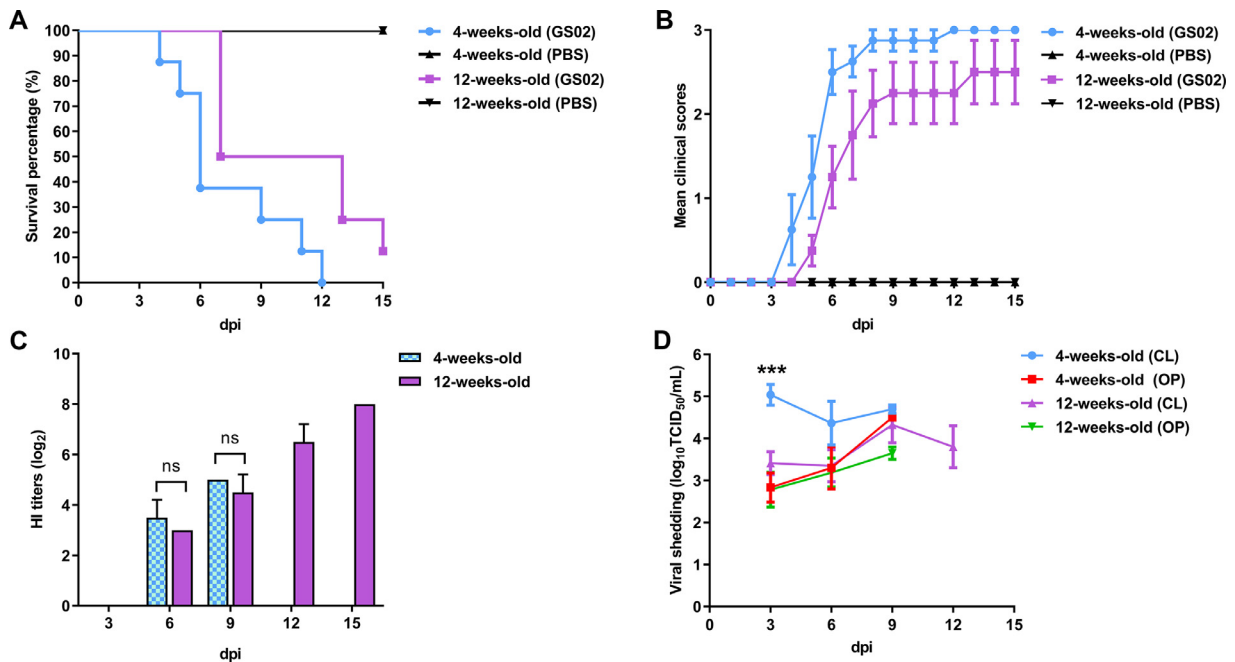 A
Survival percentage (%)
100
90
80
70
60
50
40
30
20
10
0
0 3 6 9 12 15
dpi
4-weeks-old (GS02)
4-weeks-old (PBS)
12-weeks-old (GS02)
12-weeks-old (PBS)
B
Mean clinical scores
3
2
1
0
0 3 6 9 12 15
dpi
4-weeks-old (GS02)
4-weeks-old (PBS)
12-weeks-old (GS02)
12-weeks-old (PBS)
C
HI titers (log2)
10
8
6
4
2
0
ns
ns
3 6 9 12 15
dpi
4-weeks-old
12-weeks-old
D
Viral shedding (log10TCID50/mL)
6
5
4
3
2
1
0
***
0 3 6 9 12 15
dpi
4-weeks-old (CL)
4-weeks-old (OP)
12-weeks-old (CL)
12-weeks-old (OP)